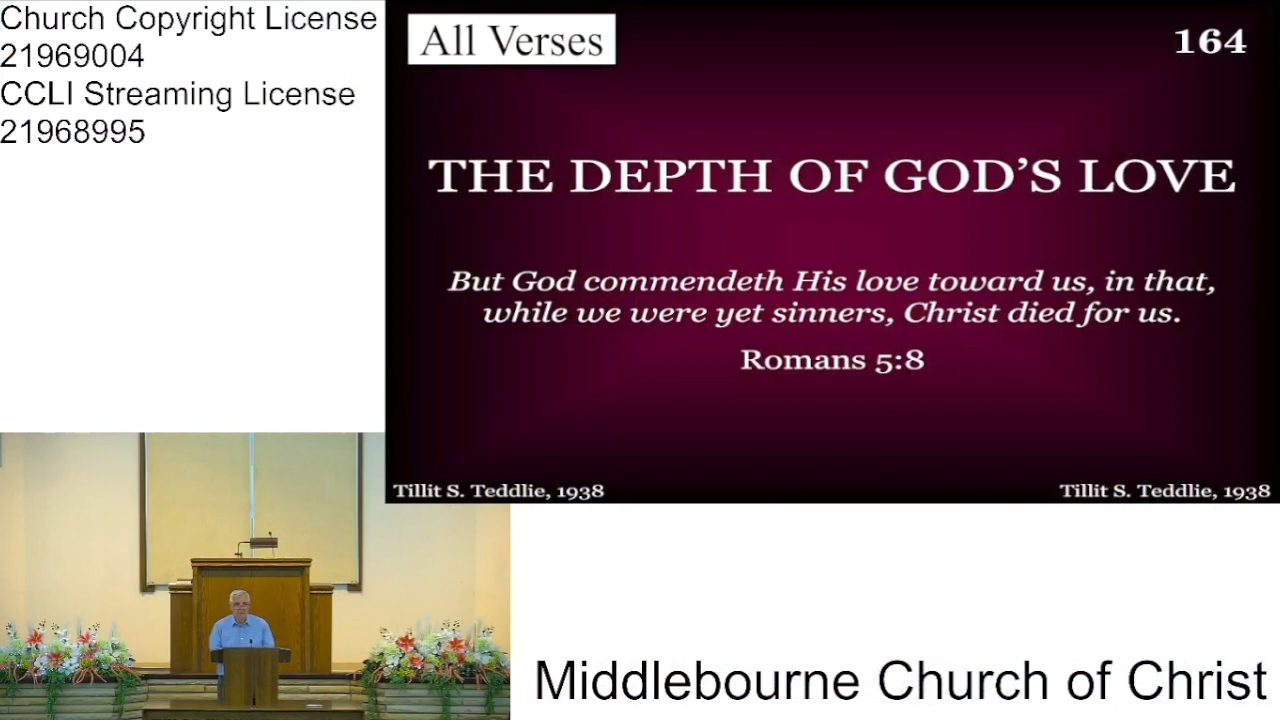 Church Copyright License
21969004
CCLI Streaming License
21968995
All Verses
164
THE DEPTH OF GOD’S LOVE
But God commendeth His love toward us, in that,
while we were yet sinners, Christ died for us.
Romans 5:8
Tillit S. Teddlie, 1938
Tillit S. Teddlie, 1938
Middlebourne Church of Christ